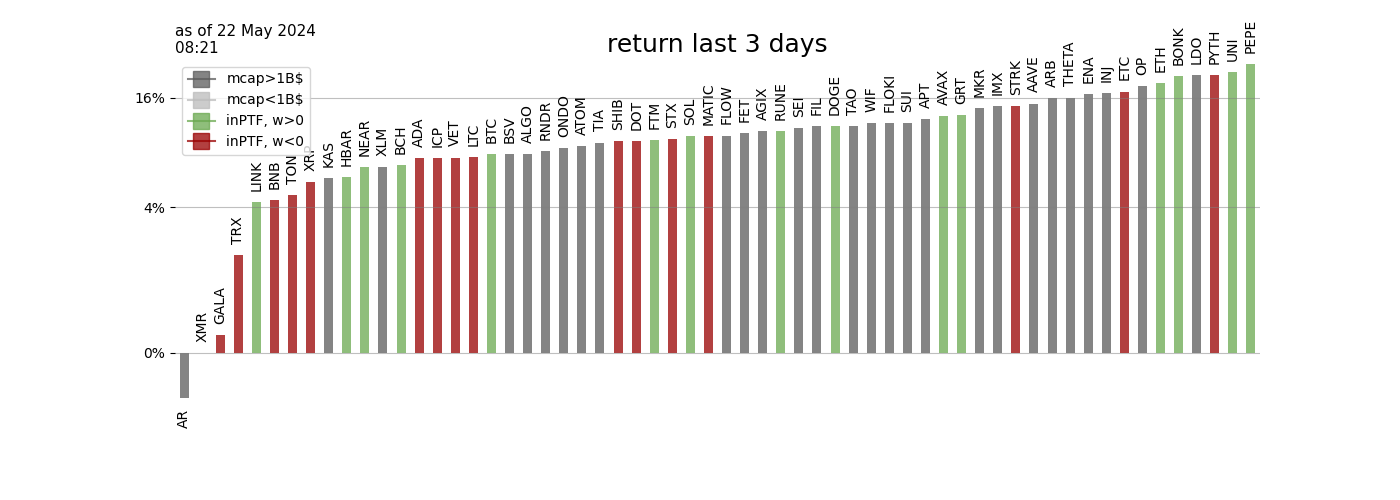 as of 22 May 2024
08:21
return last 3 days
mcap>1B$
mcap<1B$
inPTF, w>0
inPTF, w<0
16%
4%
0%
AR
XMR
GALA
TRX
LINK
BNB
TON
XRP
KAS
HBAR
NEAR
XLM
BCH
ADA
ICP
VET
LTC
BTC
BSV
ALGO
RNDR
ONDO
ATOM
TIA
SHIB
DOT
FTM
STX
SOL
MATIC
FLOW
FET
AGIX
RUNE
SEI
FIL
DOGE
TAO
WIF
FLOKI
SUI
APT
AVAX
GRT
MKR
IMX
STRK
AAVE
ARB
THETA
ENA
INJ
ETC
OP
ETH
BONK
LDO
PYTH
UNI
PEPE